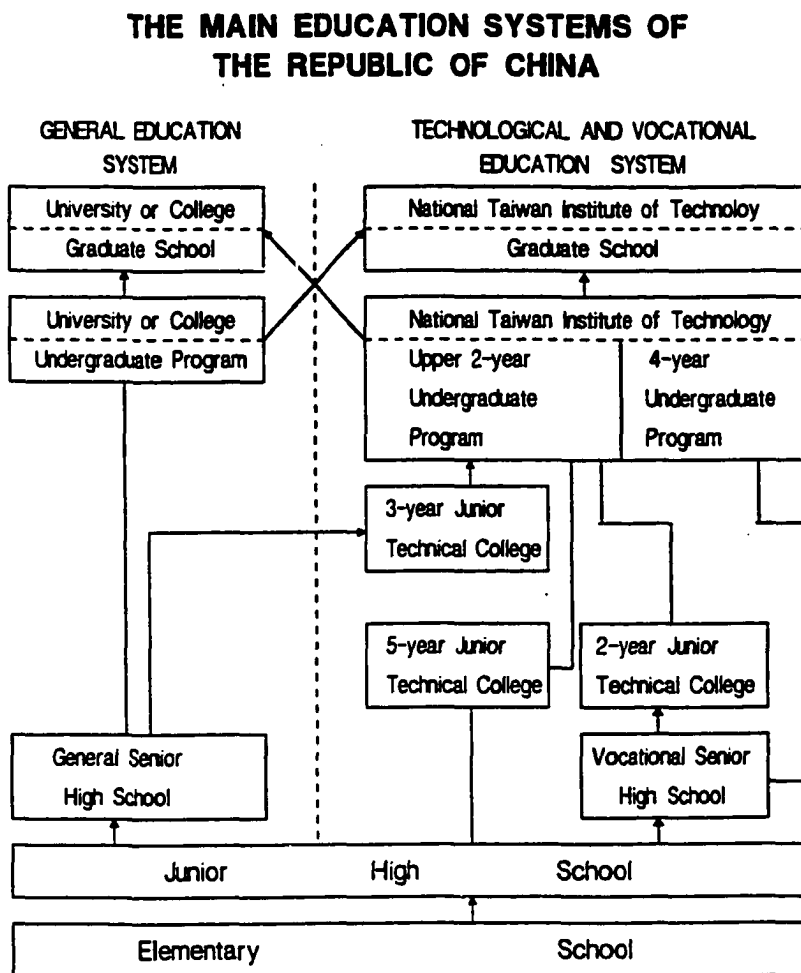 THE MAIN EDUCATION SYSTEMS OF
THE REPUBLIC OF CHINA
GENERAL EDUCATION
SYSTEM
TECHNOLOGICAL AND VOCATIONAL
EDUCATION SYSTEM
University or College
Graduate School
National Taiwan Institute of Technoloy
Graduate School
University or College
Undergraduate Program
National Taiwan Institute of Technology
Upper 2-year
Undergraduate
Program
4-year
Undergraduate
Program
3-year Junior
Technical College
5-year Junior
Technical College
2-year Junior
Technical College
General Senior
High School
Vocational Senior
High School
Junior High School
Elementary School